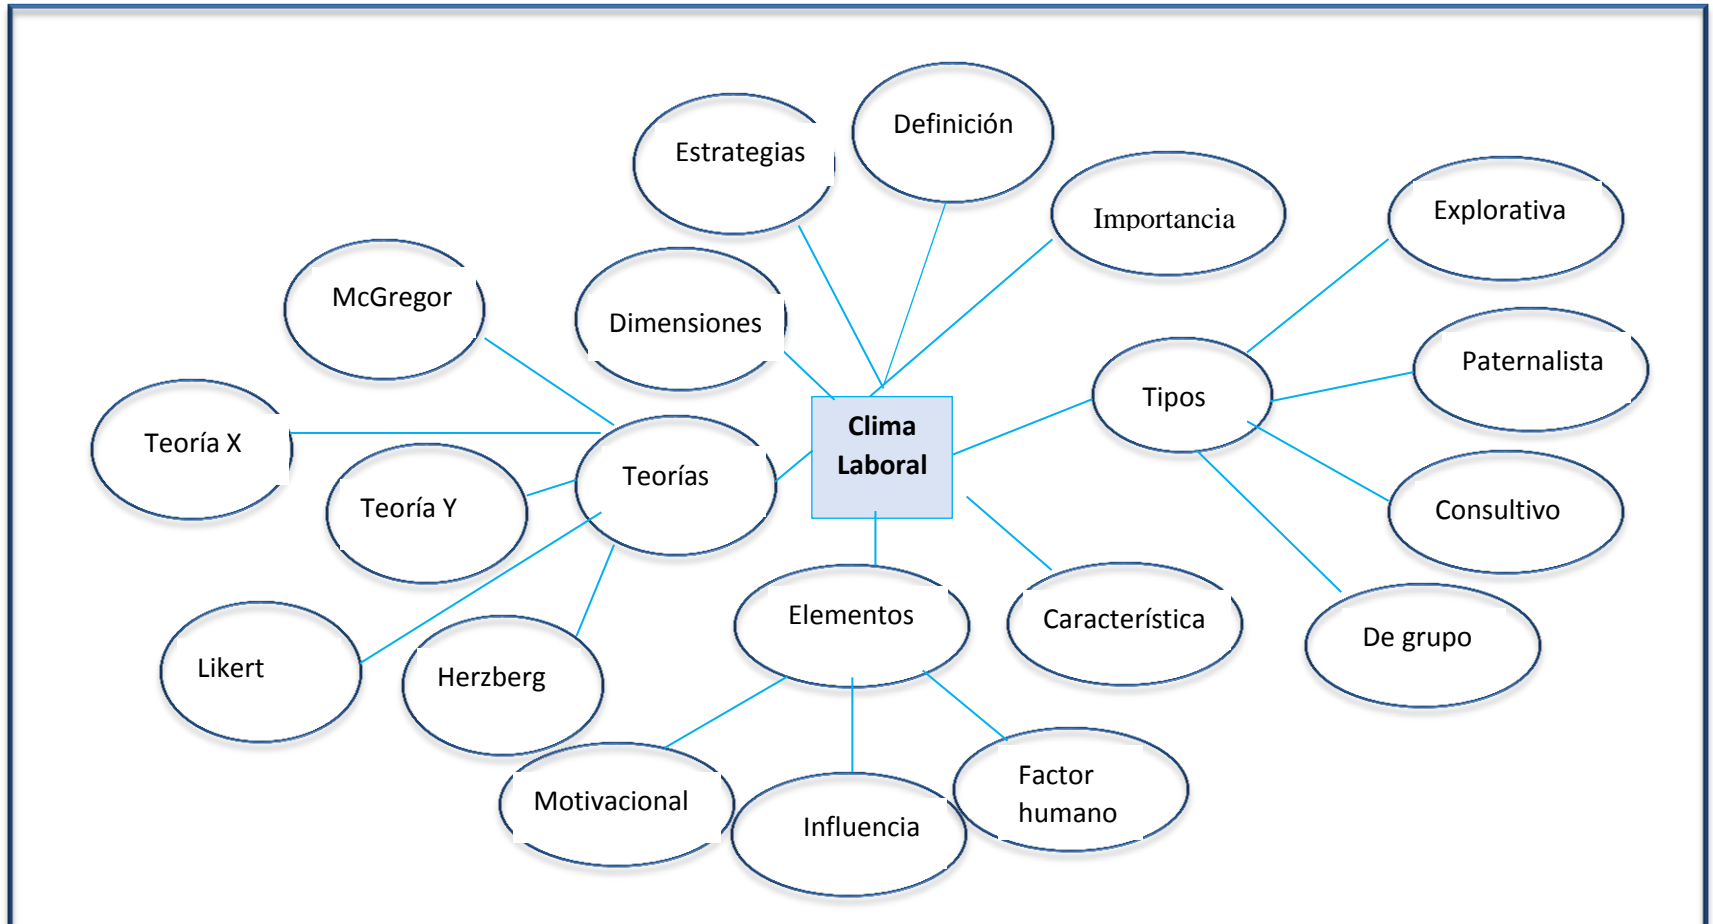 Definición
Estrategias
Importancia
Explorativa
McGregor
Dimensiones
Paternalista
Tipos
Clima
Laboral
Teoría X
Teorías
Teoría Y
Consultivo
Elementos
Característica
De grupo
Likert
Herzberg
Motivacional
Influencia
Factor
humano